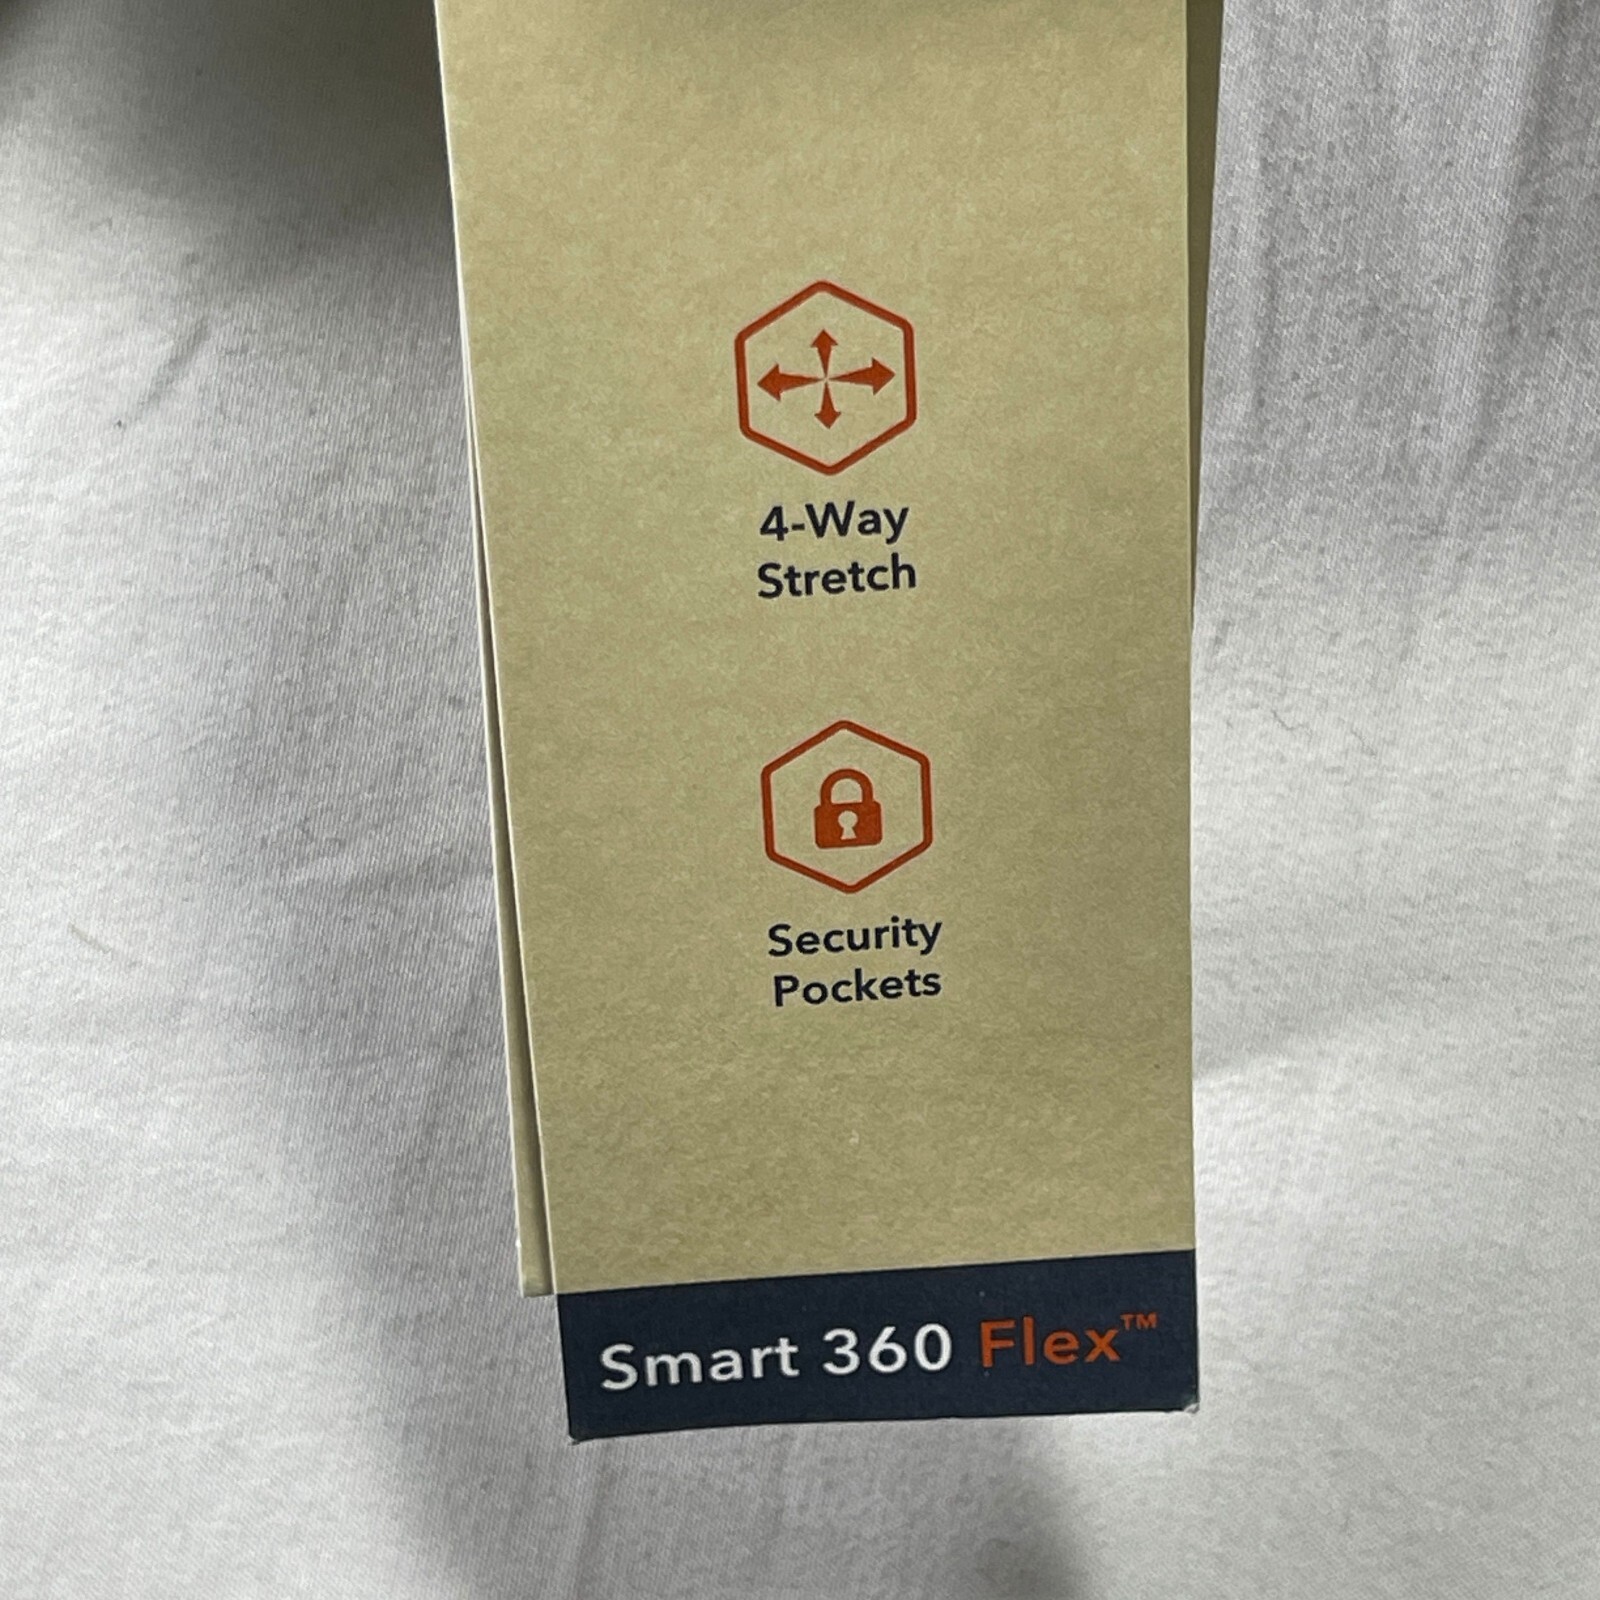 4-Way
Stretch
Security
Pockets
Smart 360 Flex™